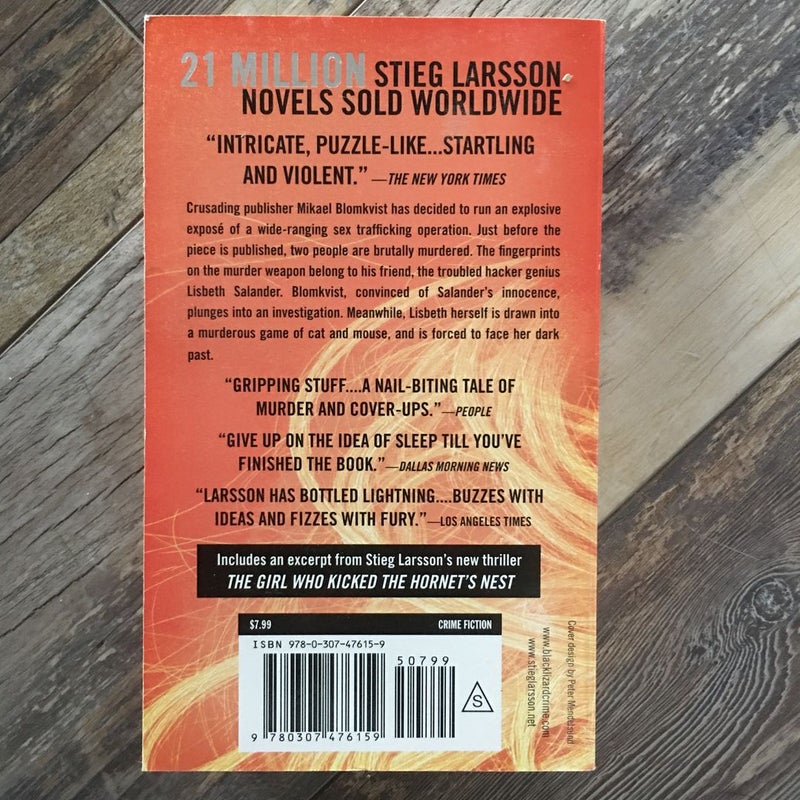 21 MILLION STIEG LARSSON
NOVELS SOLD WORLDWIDE
“INTRICATE, PUZZLE-LIKE...STARTLING
AND VIOLENT.” —THE NEW YORK TIMES
Crusading publisher Mikael Blomkvist has decided to run an explosive
exposé of a wide-ranging sex trafficking operation. Just before the
piece is published, two people are brutally murdered. The fingerprints
on the murder weapon belong to his friend, the troubled hacker genius
Lisbeth Salander. Blomkvist, convinced of Salander’s innocence,
plunges into an investigation. Meanwhile, Lisbeth herself is drawn into
a murderous game of cat and mouse, and is forced to face her dark
past.
“GRIPPING STUFF....A NAIL-BITING TALE OF
MURDER AND COVER-UPS.”—PEOPLE
“GIVE UP ON THE IDEA OF SLEEP TILL YOU’VE
FINISHED THE BOOK.”—DALLAS MORNING NEWS
“LARSSON HAS BOTTLED LIGHTNING....BUZZES WITH
IDEAS AND FIZZES WITH FURY.”—LOS ANGELES TIMES
Includes an excerpt from Stieg Larsson’s new thriller
THE GIRL WHO KICKED THE HORNET’S NEST
$7.99 CRIME FICTION
ISBN 978-0-307-47615-9
50799
S
9 780307 476159
Cover design by Peter Mendelsund
www.blacklizardcrime.com
www.stieglarsson.net